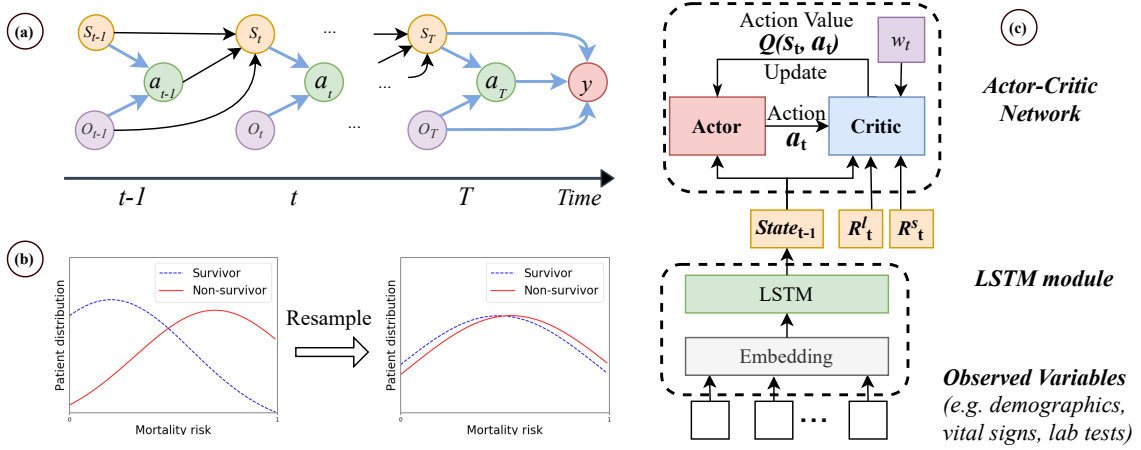 (a)
S_{t-1}
S_t
...
S_T
a_{t-1}
a_t
...
a_T
y
O_{t-1}
O_t
...
O_T
t-1
t
T
Time
(b)
Survivor
Non-survivor
Patient distribution
0
1
Mortality risk
Resample
Survivor
Non-survivor
Patient distribution
0
1
Mortality risk
(c)
Action Value
Q(s_t, a_t)
Update
w_t
Actor
Action
a_t
Critic
Actor-Critic
Network
State_{t-1}
R^l_t
R^s_t
LSTM
LSTM module
Embedding
...
Observed Variables
(e.g. demographics,
vital signs, lab tests)